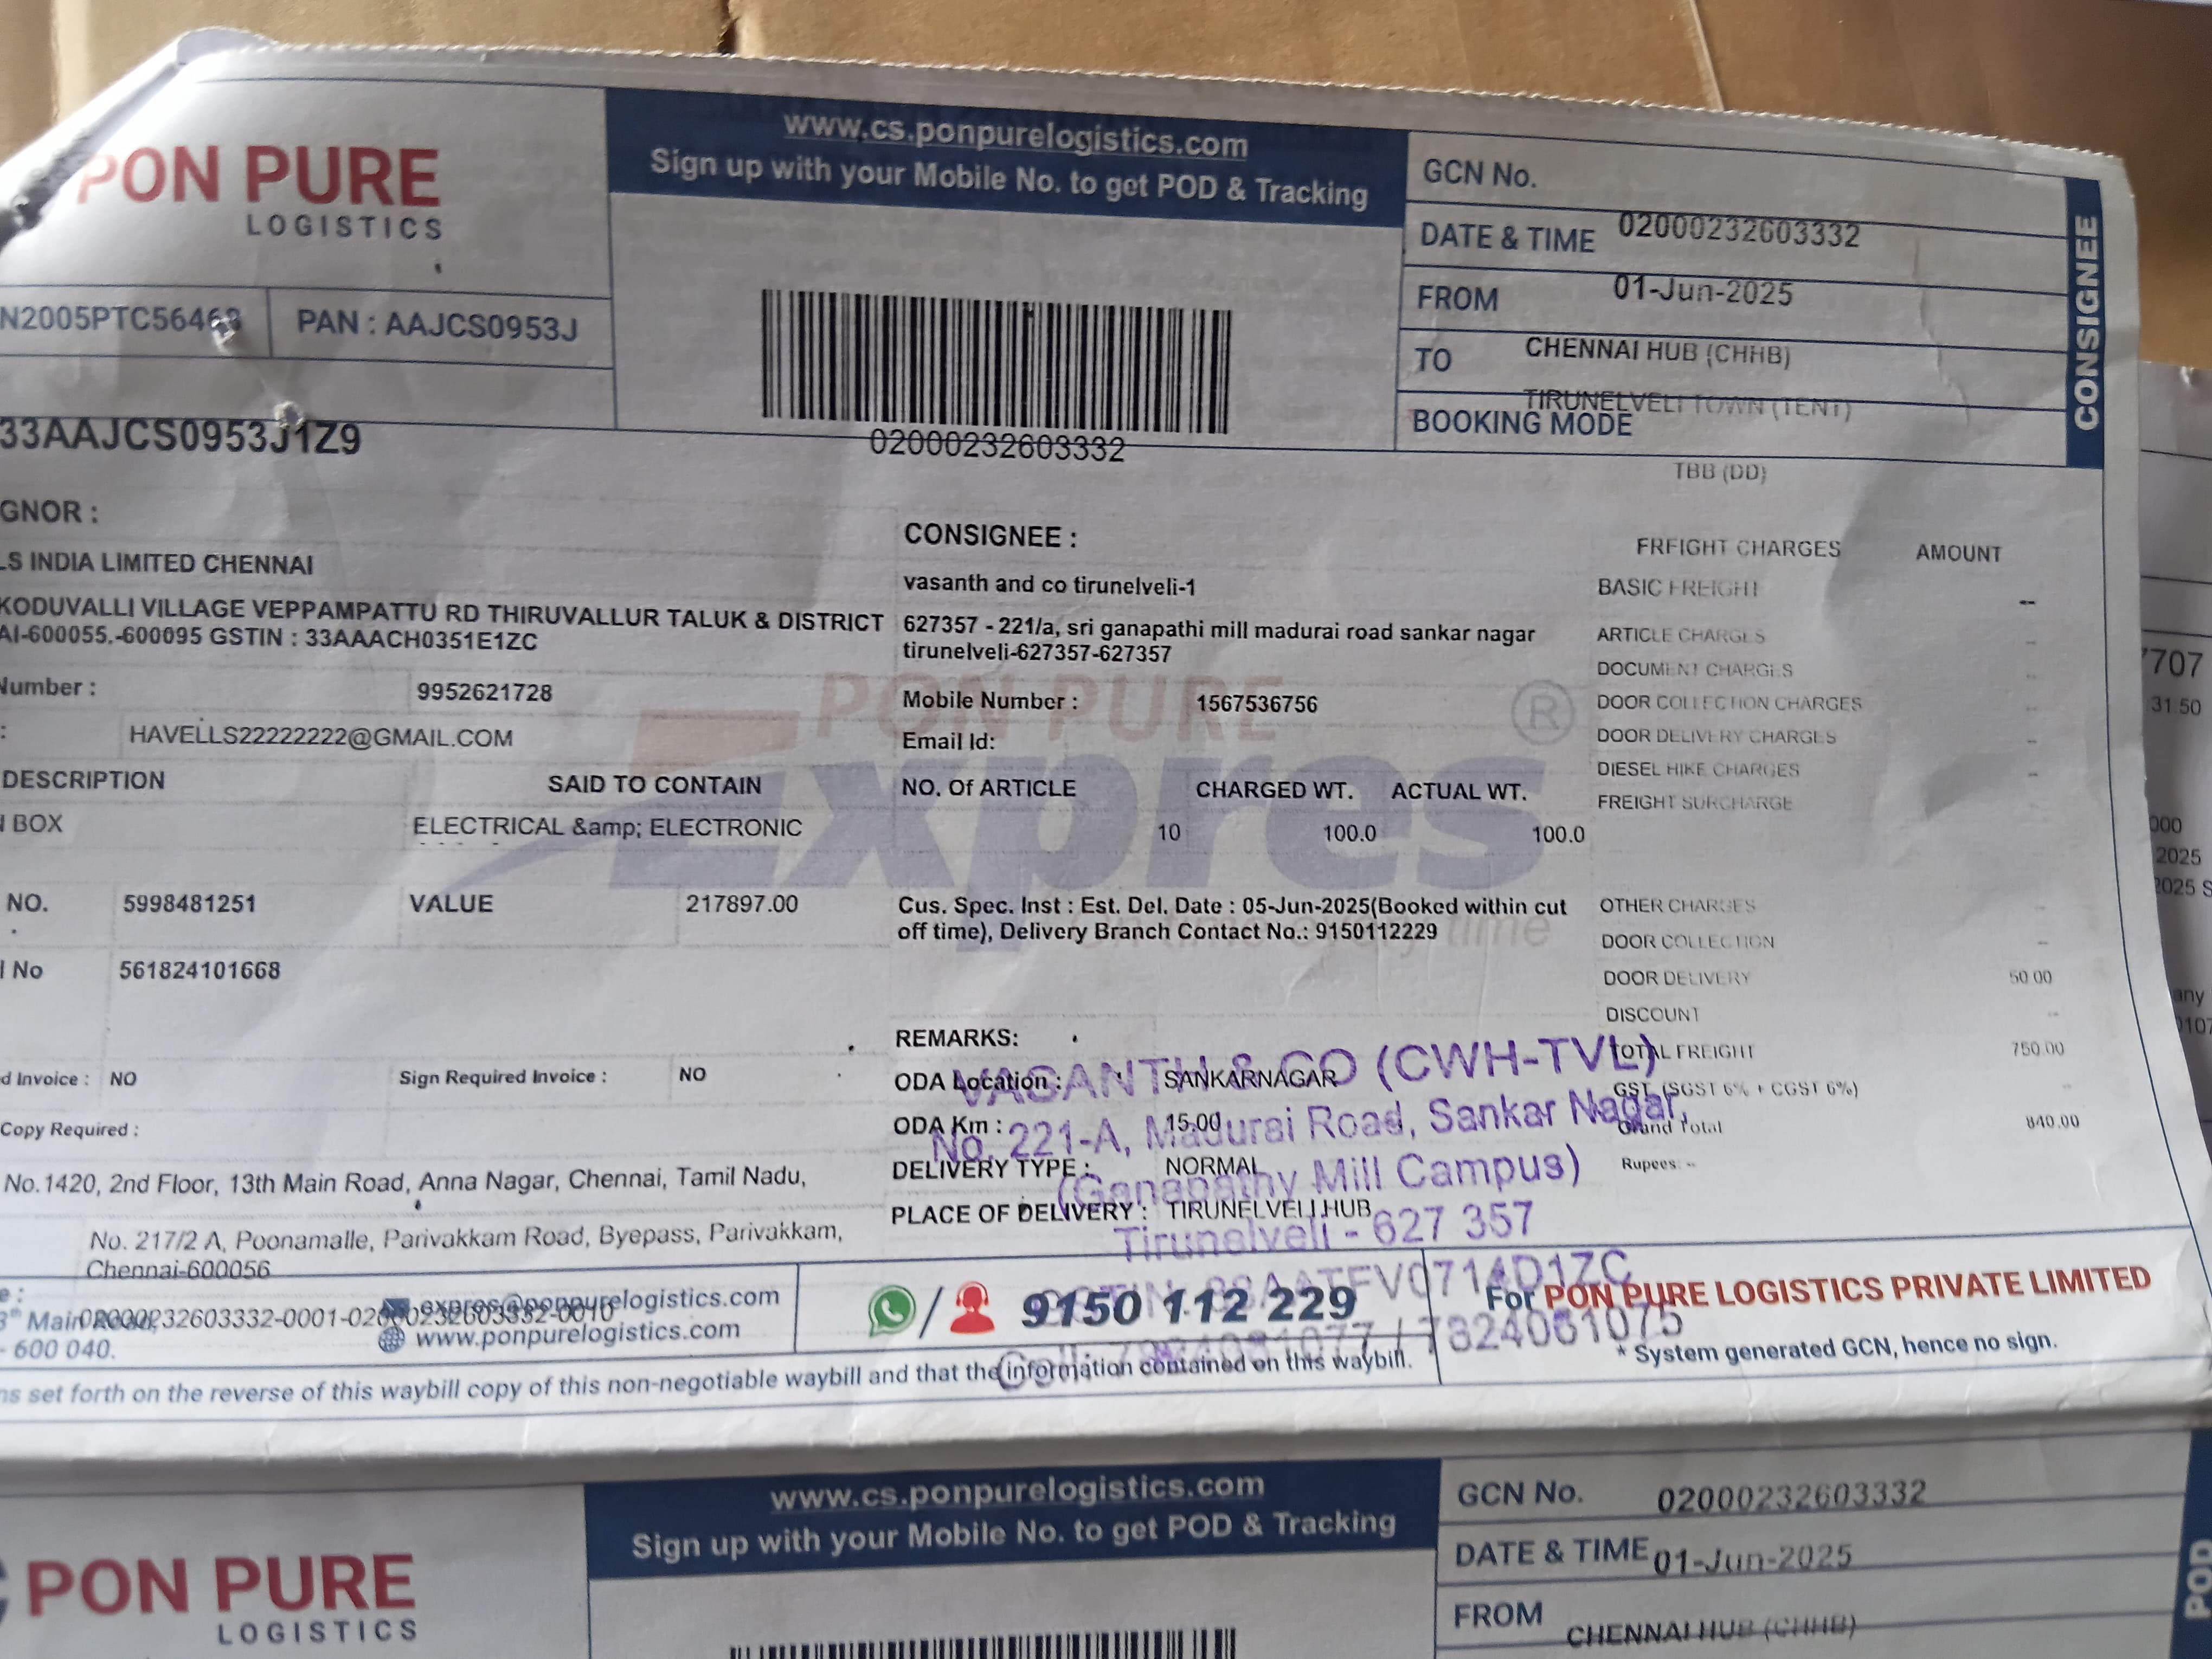 PON PURE
LOGISTICS
www.cs.ponpurelogistics.com
Sign up with your Mobile No. to get POD & Tracking
GCN No.
DATE & TIME 02000232603332
FROM 01-Jun-2025
TO CHENNAI HUB (CHHB)
TIRUNELVELI TOWN (TENT)
BOOKING MODE
TBB (DD)
CONSIGNEE
PAN : AAJCS0953J
33AAJCS0953J1Z9
02000232603332
GNOR :
LS INDIA LIMITED CHENNAI
KODUVALLI VILLAGE VEPPAMPATTU RD THIRUVALLUR TALUK & DISTRICT
AI-600055.-600095 GSTIN : 33AAACH0351E1ZC
Number : 9952621728
: HAVELLS22222222@GMAIL.COM
DESCRIPTION SAID TO CONTAIN
BOX ELECTRICAL &amp; ELECTRONIC
NO. 5998481251 VALUE 217897.00
l No 561824101668
d Invoice : NO Sign Required Invoice : NO
Copy Required :
No.1420, 2nd Floor, 13th Main Road, Anna Nagar, Chennai, Tamil Nadu,
No. 217/2 A, Poonamalle, Parivakkam Road, Byepass, Parivakkam,
Chennai-600056
CONSIGNEE :
vasanth and co tirunelveli-1
627357 - 221/a, sri ganapathi mill madurai road sankar nagar
tirunelveli-627357-627357
Mobile Number : 1567536756
Email Id:
NO. Of ARTICLE CHARGED WT. ACTUAL WT.
10 100.0 100.0
PON PURE
Expres ®
time
Cus. Spec. Inst : Est. Del. Date : 05-Jun-2025(Booked within cut
off time), Delivery Branch Contact No.: 9150112229
REMARKS:
ODA Location : SANKARNAGAR
ODA Km : 15.00
DELIVERY TYPE : NORMAL
PLACE OF DELIVERY : TIRUNELVELI HUB
VASANTH & CO (CWH-TVL)
No. 221-A, Madurai Road, Sankar Nagar,
(Ganapathy Mill Campus)
Tirunelveli - 627 357
FREIGHT CHARGES AMOUNT
BASIC FREIGHT --
ARTICLE CHARGES --
DOCUMENT CHARGES --
DOOR COLLECTION CHARGES --
DOOR DELIVERY CHARGES --
DIESEL HIKE CHARGES --
FREIGHT SURCHARGE
OTHER CHARGES --
DOOR COLLECTION --
DOOR DELIVERY 50.00
DISCOUNT --
TOTAL FREIGHT 750.00
GST (SGST 6% + CGST 6%) --
Grand Total 840.00
Rupees: --
e :
Main Road,
02000232603332-0001-02000232603332-0010
- 600 040.
expres@ponpurelogistics.com
www.ponpurelogistics.com
9150 112 229
For PON PURE LOGISTICS PRIVATE LIMITED
* System generated GCN, hence no sign.
ns set forth on the reverse of this waybill copy of this non-negotiable waybill and that the information contained on this waybill.
7707
31.50
000
2025
2025 S
any
www.cs.ponpurelogistics.com
Sign up with your Mobile No. to get POD & Tracking
PON PURE
LOGISTICS
GCN No. 02000232603332
DATE & TIME 01-Jun-2025
FROM CHENNAI HUB (CHHB)
POD